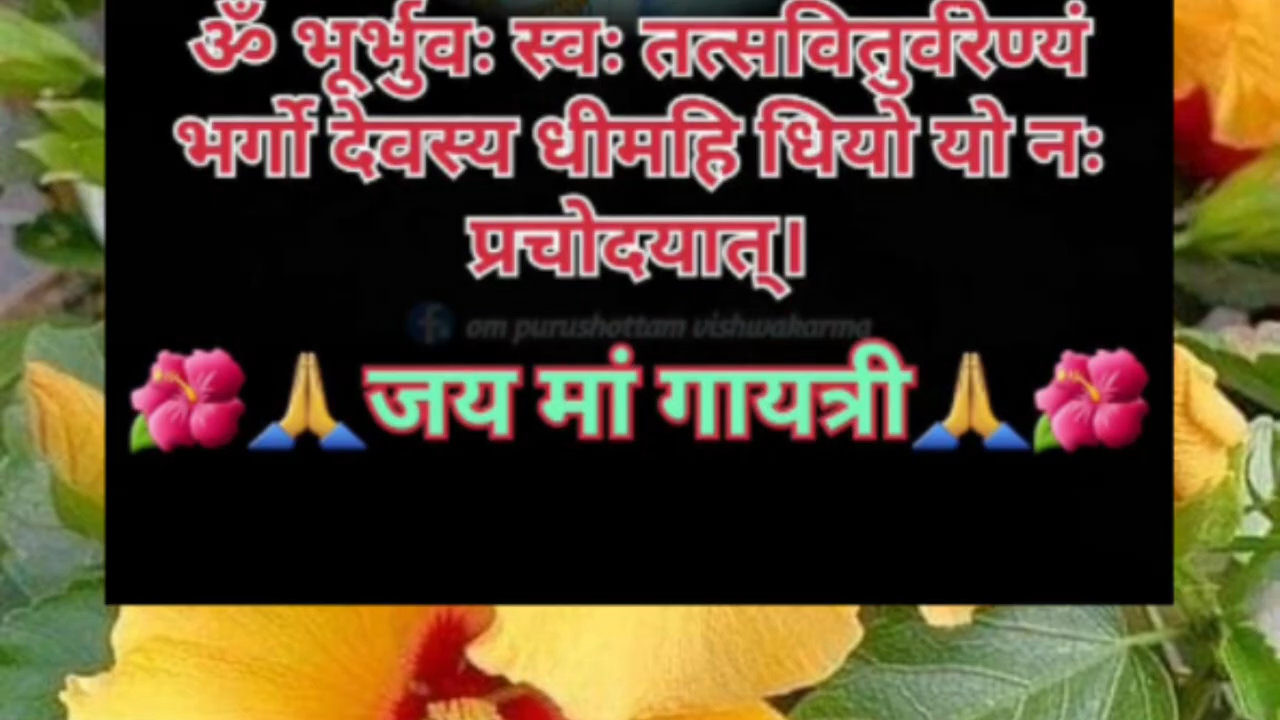 ॐ भूर्भुवः स्वः तत्सवितुर्वरेण्यं
भर्गो देवस्य धीमहि धियो यो नः
प्रचोदयात्।
om purushottam vishwakarma
🌺🙏जय मां गायत्री🙏🌺